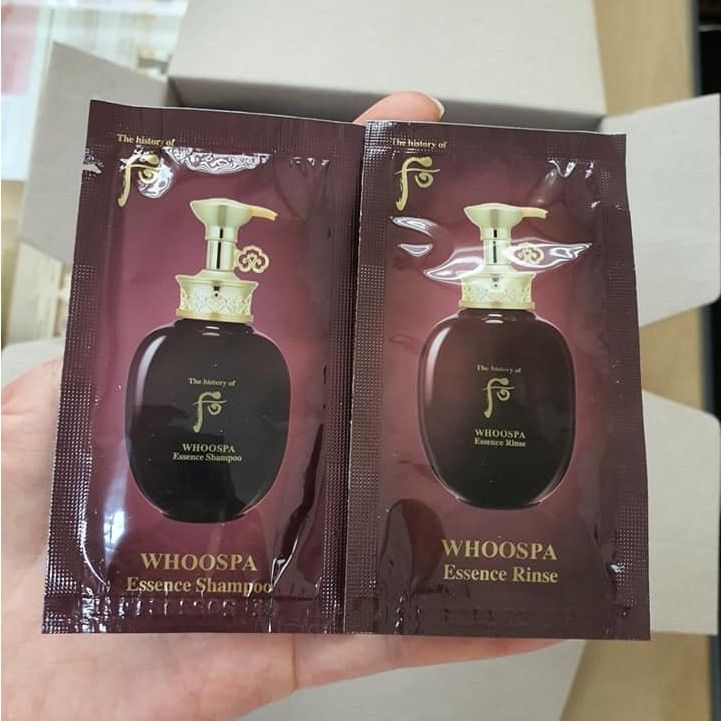 The history of
The history of
WHOOSPA
Essence Shampoo
WHOOSPA
Essence Shampoo
The history of
The history of
WHOOSPA
Essence Rinse
WHOOSPA
Essence Rinse